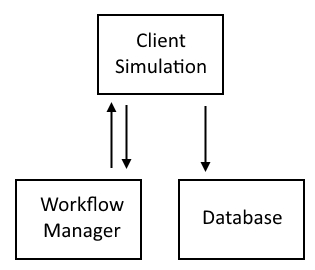 Client
Simulation
Workflow
Manager
Database